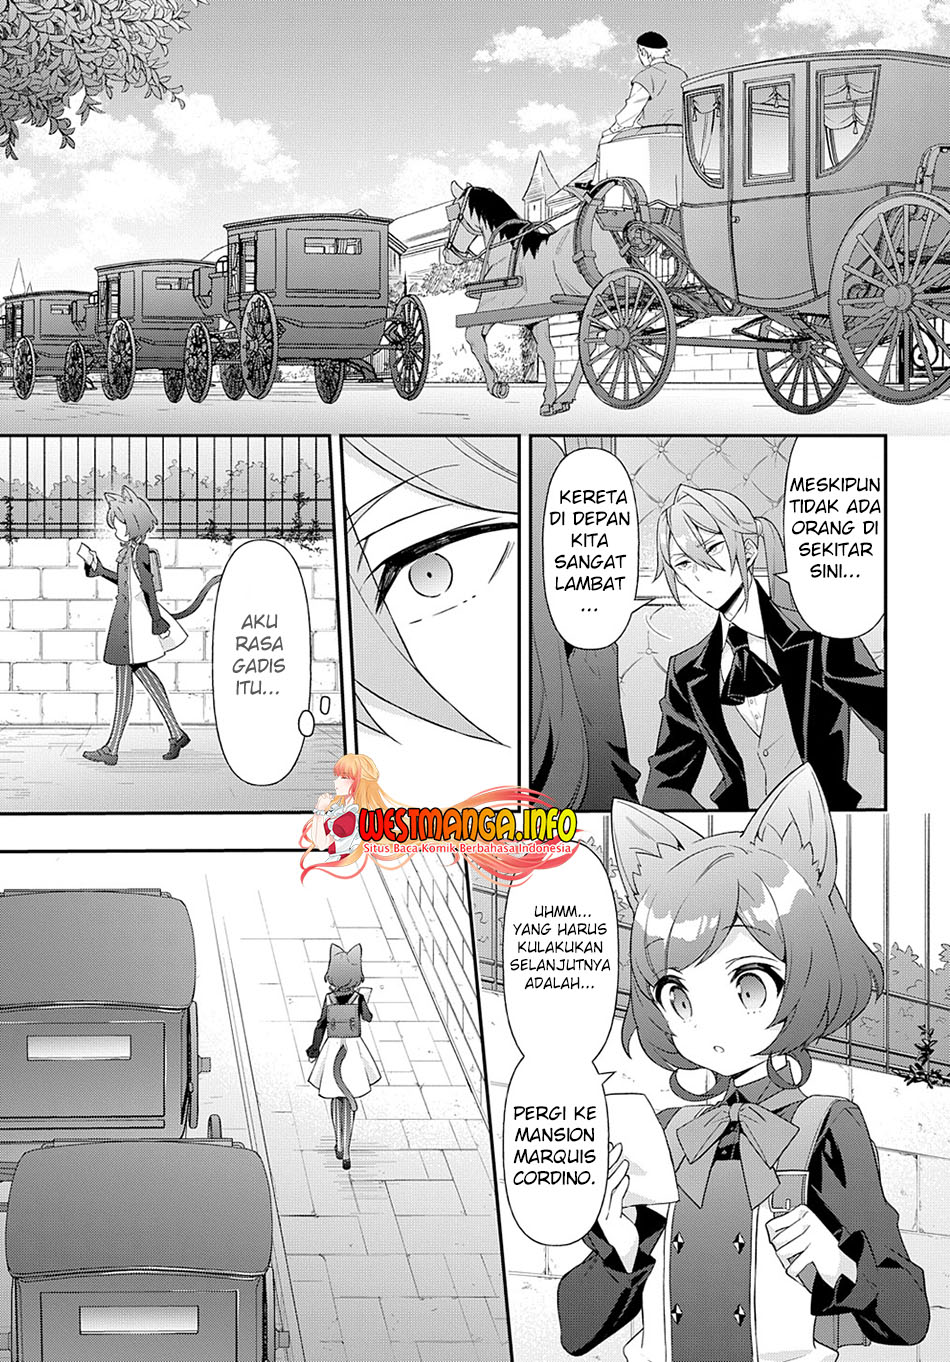 MESKIPUN
TIDAK ADA
ORANG DI
SEKITAR
SINI...
KERETA
DI DEPAN
KITA
SANGAT
LAMBAT
...
AKU
RASA
GADIS
ITU...
WESTMANGA.INFO
Situs Baca Komik Berbahasa Indonesia
UHMM...
YANG HARUS
KULAKUKAN
SELANJUTNYA
ADALAH...
PERGI KE
MANSION
MARQUIS
CORDINO.